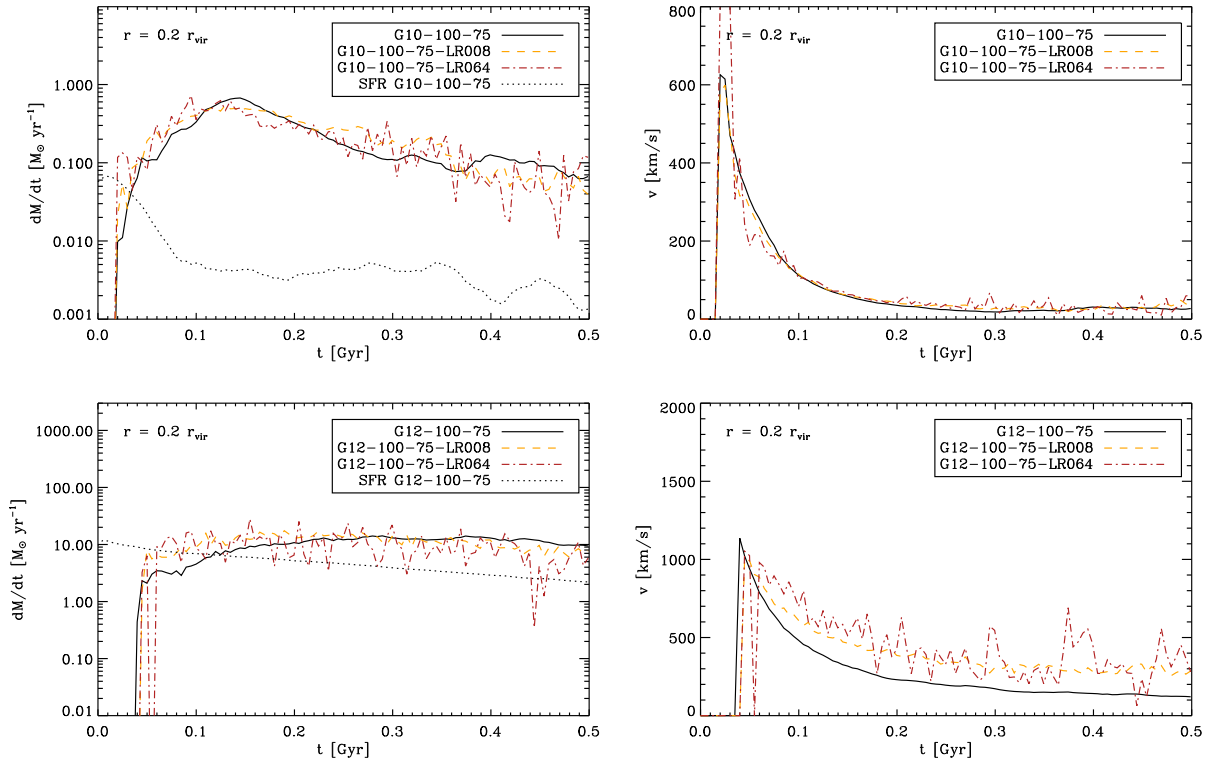 r = 0.2 r_vir
G10-100-75
G10-100-75-LR008
G10-100-75-LR064
SFR G10-100-75
dM/dt [M⊙ yr⁻¹]
1.000
0.100
0.010
0.001
0.0 0.1 0.2 0.3 0.4 0.5
t [Gyr]
r = 0.2 r_vir
G10-100-75
G10-100-75-LR008
G10-100-75-LR064
v [km/s]
800
600
400
200
0
0.0 0.1 0.2 0.3 0.4 0.5
t [Gyr]
r = 0.2 r_vir
G12-100-75
G12-100-75-LR008
G12-100-75-LR064
SFR G12-100-75
dM/dt [M⊙ yr⁻¹]
1000.00
100.00
10.00
1.00
0.10
0.01
0.0 0.1 0.2 0.3 0.4 0.5
t [Gyr]
r = 0.2 r_vir
G12-100-75
G12-100-75-LR008
G12-100-75-LR064
v [km/s]
2000
1500
1000
500
0
0.0 0.1 0.2 0.3 0.4 0.5
t [Gyr]